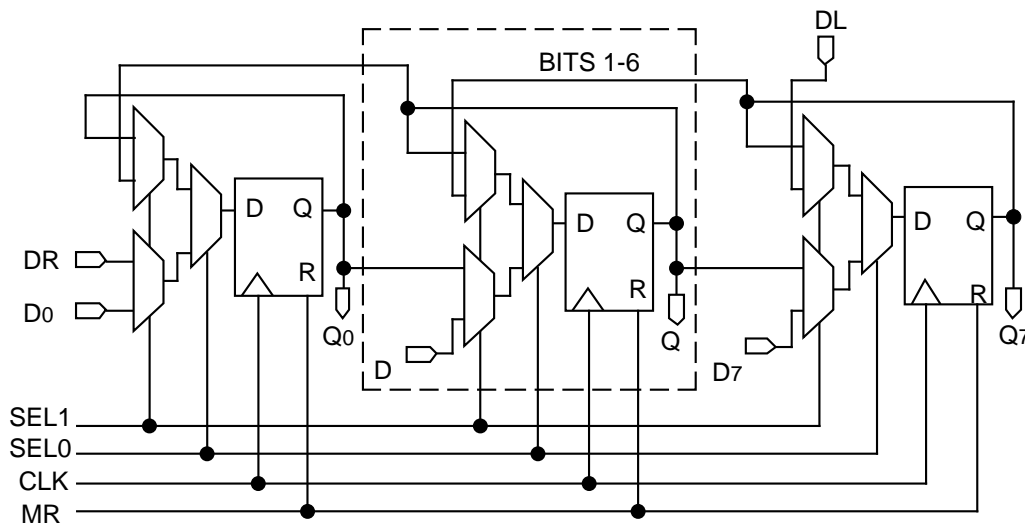 DL
BITS 1-6
D Q
R
D Q
R
D Q
R
DR
D0
Q0
D
Q
D7
Q7
SEL1
SEL0
CLK
MR